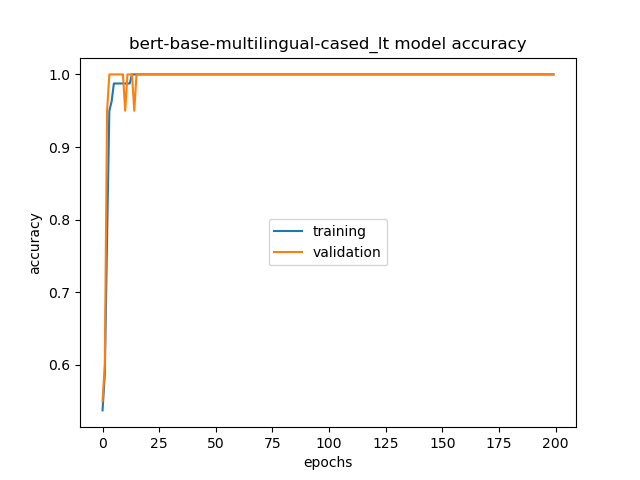 bert-base-multilingual-cased_lt model accuracy
1.0
0.9
0.8
0.7
0.6
accuracy
training
validation
0 25 50 75 100 125 150 175 200
epochs